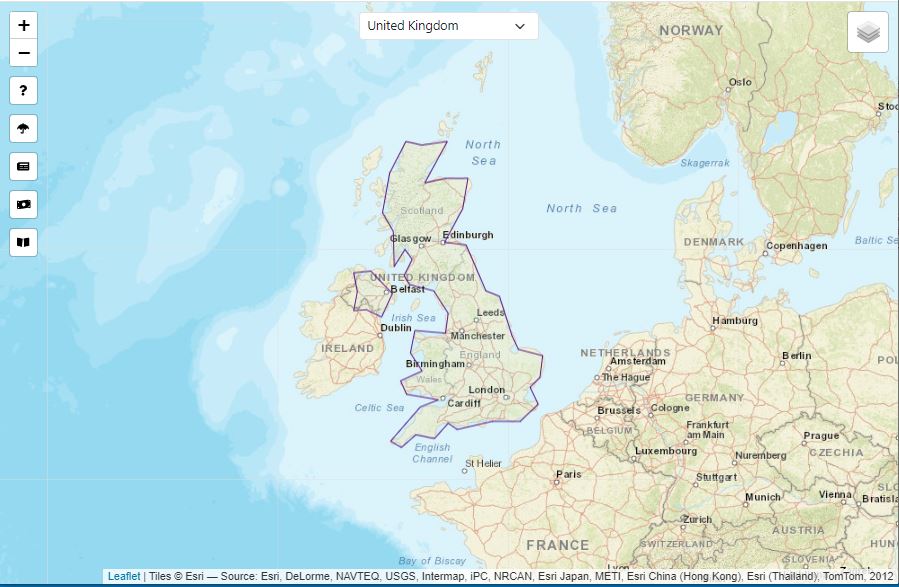 +
−
?
United Kingdom
NORWAY
Oslo
Stoc
North
Sea
Skagerrak
Scotland
North Sea
Glasgow
Edinburgh
DENMARK
Copenhagen
Baltic Se
UNITED KINGDOM
Belfast
Irish Sea
Leeds
Dublin
Manchester
Hamburg
IRELAND
England
NETHERLANDS
Amsterdam
Berlin
POL
Birmingham
Wales
The Hague
London
GERMANY
Celtic Sea
Cardiff
Brussels
Cologne
BELGIUM
Frankfurt
am Main
English
Channel
Prague
Luxembourg
CZECHIA
St Helier
Nuremberg
Paris
Stuttgart
SLO
Munich
Vienna
Bratisla
Zurich
AUSTRIA
FRANCE
SWITZERLAND
HUN
Bay of Biscay
SLOVENIA
Lyon
Leaflet | Tiles © Esri — Source: Esri, DeLorme, NAVTEQ, USGS, Intermap, iPC, NRCAN, Esri Japan, METI, Esri China (Hong Kong), Esri (Thailand), TomTom, 2012